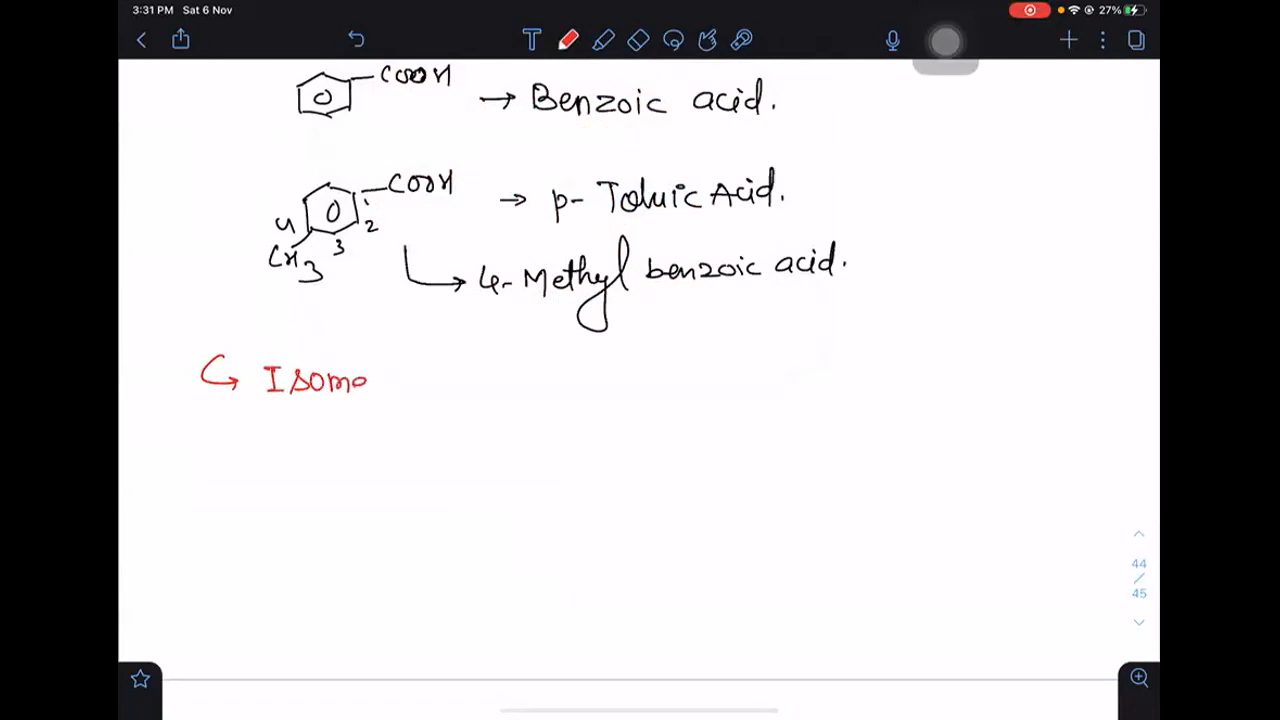 3:31 PM Sat 6 Nov
27%
T
COOH
→ Benzoic acid.
COOH
→ p- Toluic Acid.
1
2
3
4
CH3
→ 4- Methyl benzoic acid.
↪ Isome
44
/
45